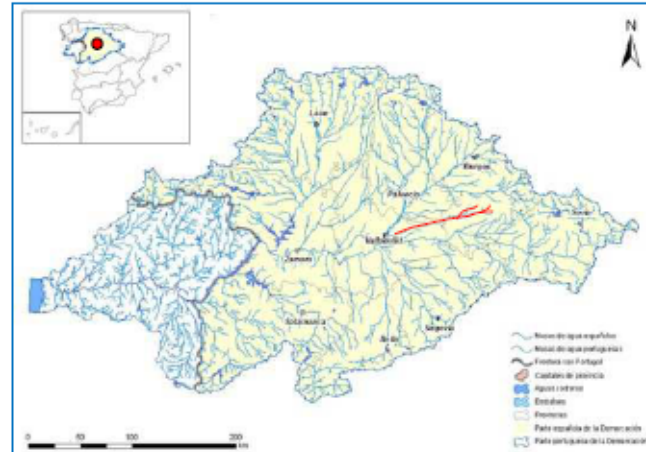 N
León
Burgos
Palencia
Soria
Valladolid
Zamora
Salamanca
Segovia
Ávila
Masas de agua españolas
Masas de agua portuguesas
Frontera con Portugal
Capitales de provincia
Aguas costeras
Embalses
Provincias
Parte española de la Demarcación
Parte portuguesa de la Demarcación
0 50 100 200
km